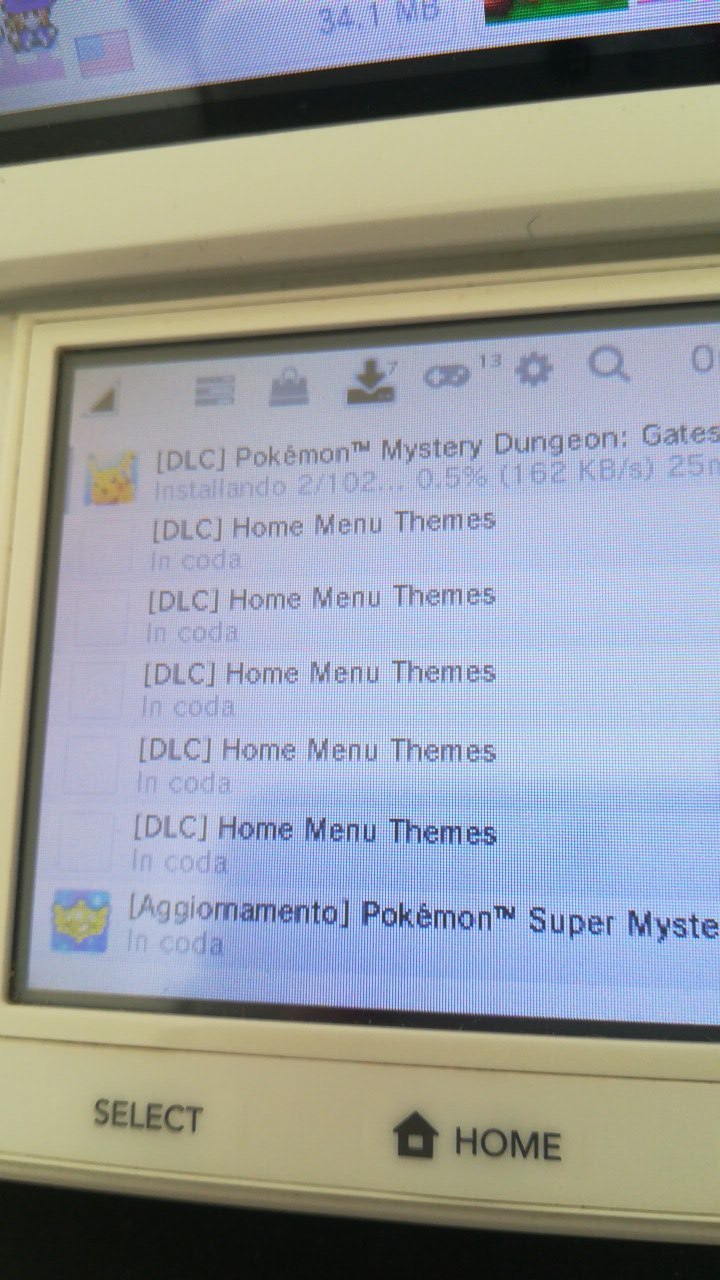 34.1 MB
7
13
0
[DLC] Pokémon™ Mystery Dungeon: Gates
Installando 2/102... 0.5% (162 KB/s) 25m
[DLC] Home Menu Themes
In coda
[DLC] Home Menu Themes
In coda
[DLC] Home Menu Themes
In coda
[DLC] Home Menu Themes
In coda
[DLC] Home Menu Themes
In coda
[Aggiornamento] Pokémon™ Super Myste
In coda
SELECT
HOME